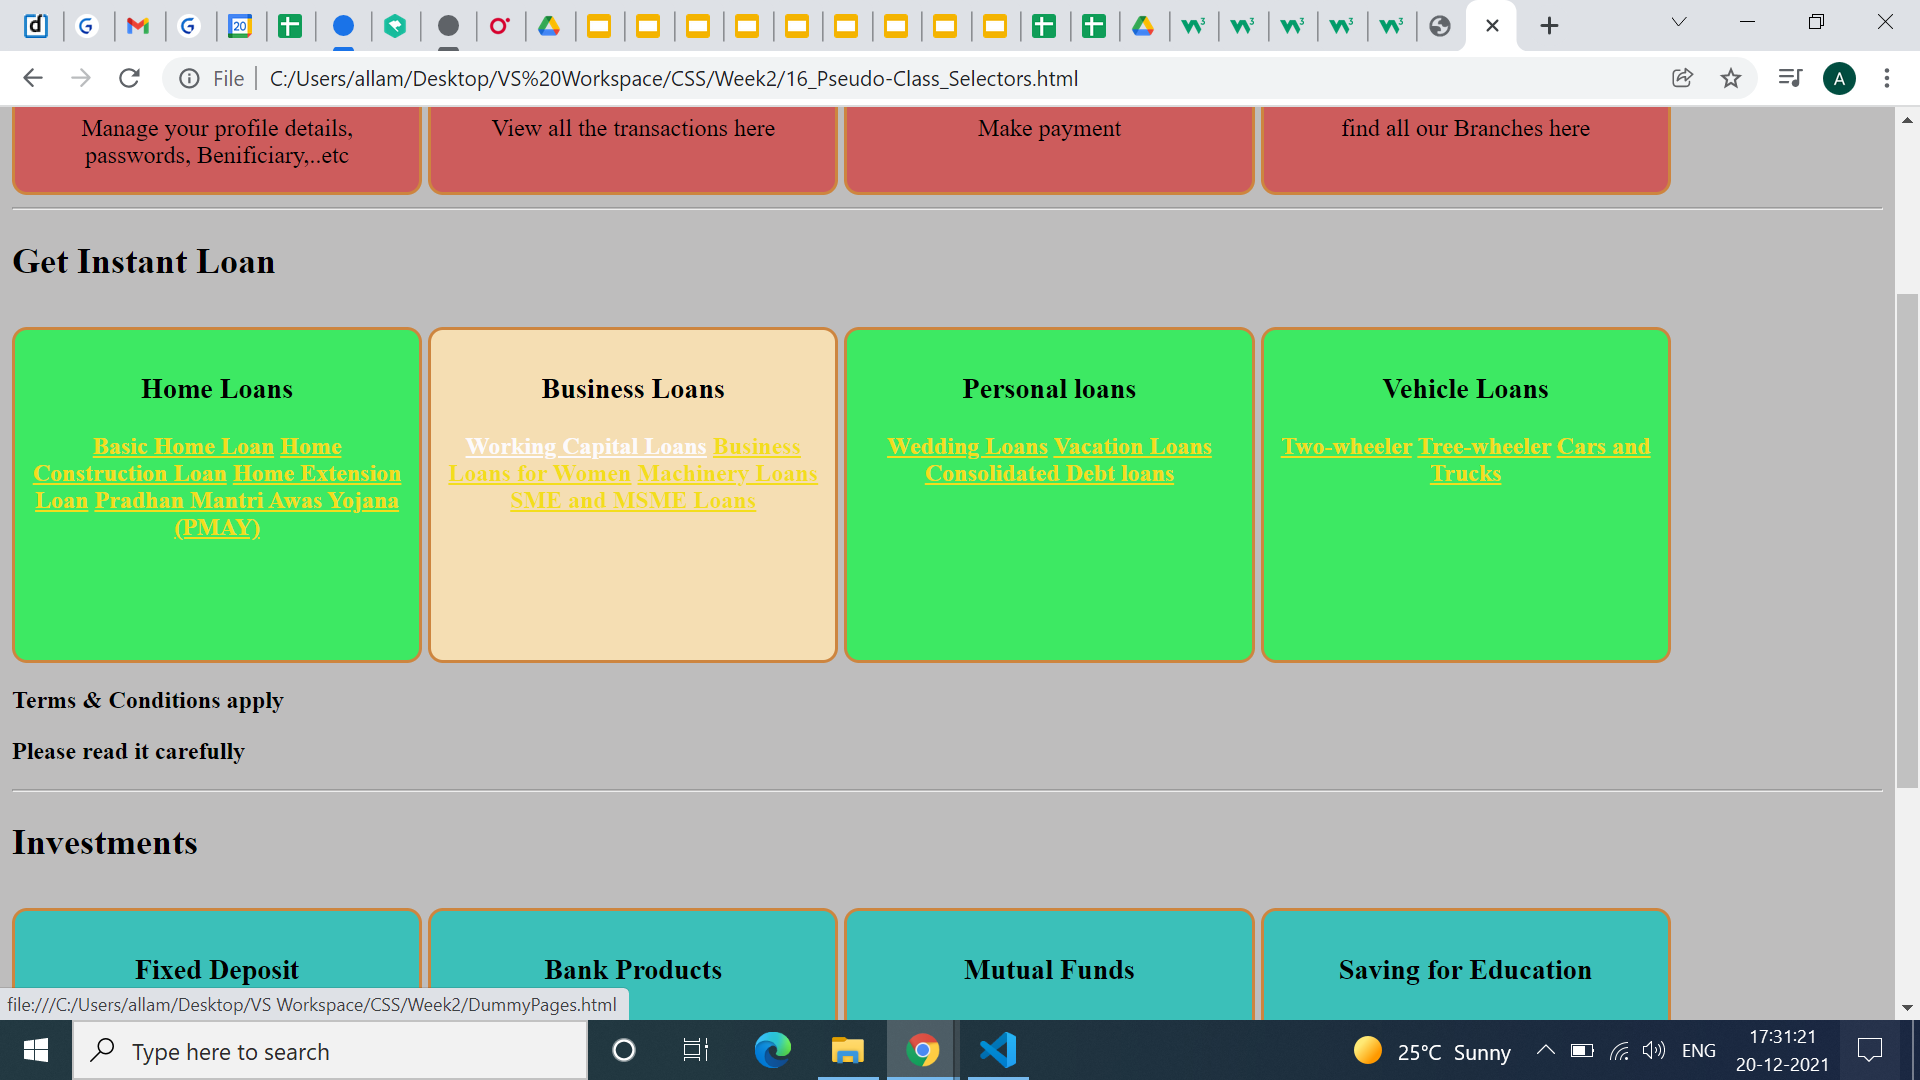 20
File
C:/Users/allam/Desktop/VS%20Workspace/CSS/Week2/16_Pseudo-Class_Selectors.html
A
Manage your profile details,
passwords, Benificiary,..etc
View all the transactions here
Make payment
find all our Branches here
Get Instant Loan
Home Loans
Basic Home Loan Home
Construction Loan Home Extension
Loan Pradhan Mantri Awas Yojana
(PMAY)
Business Loans
Working Capital Loans Business
Loans for Women Machinery Loans
SME and MSME Loans
Personal loans
Wedding Loans Vacation Loans
Consolidated Debt loans
Vehicle Loans
Two-wheeler Tree-wheeler Cars and
Trucks
Terms & Conditions apply
Please read it carefully
Investments
Fixed Deposit
Bank Products
Mutual Funds
Saving for Education
file:///C:/Users/allam/Desktop/VS Workspace/CSS/Week2/DummyPages.html
Type here to search
25°C Sunny
ENG
17:31:21
20-12-2021